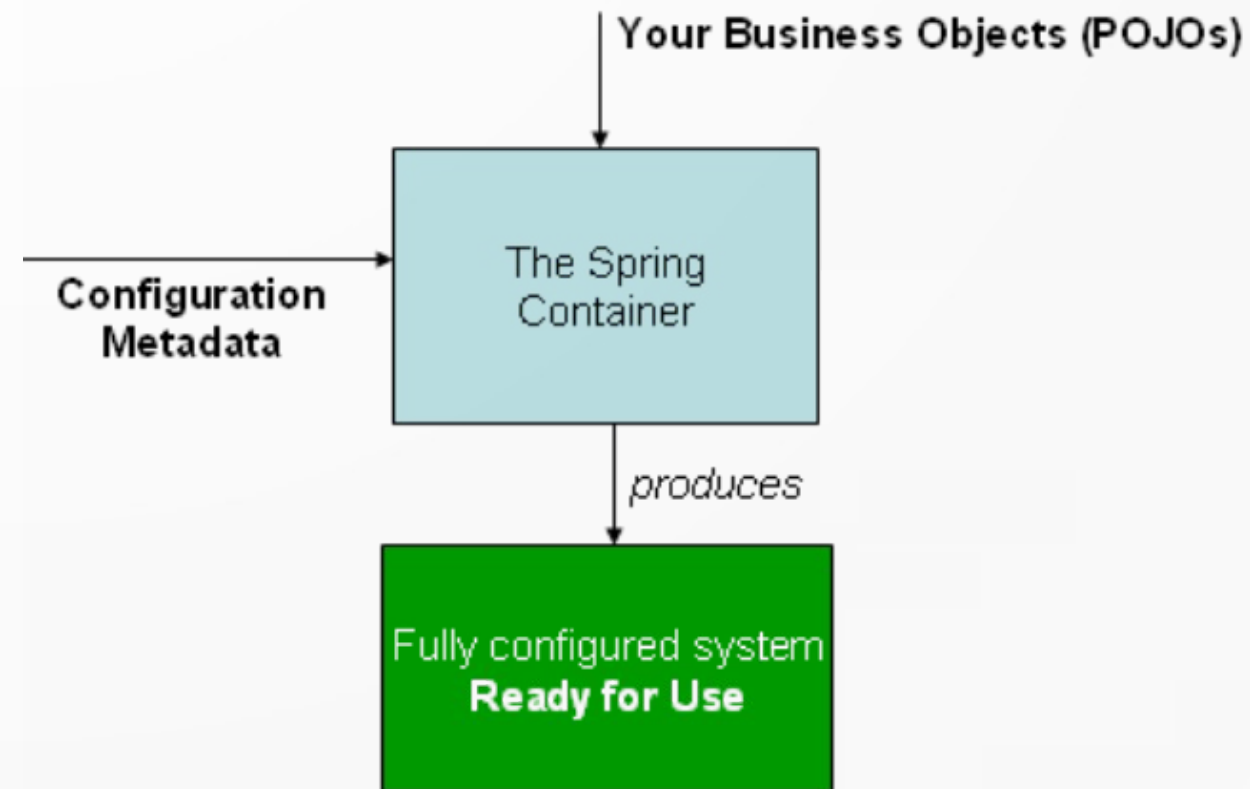 Your Business Objects (POJOs)
The Spring
Container
Configuration
Metadata
produces
Fully configured system
Ready for Use